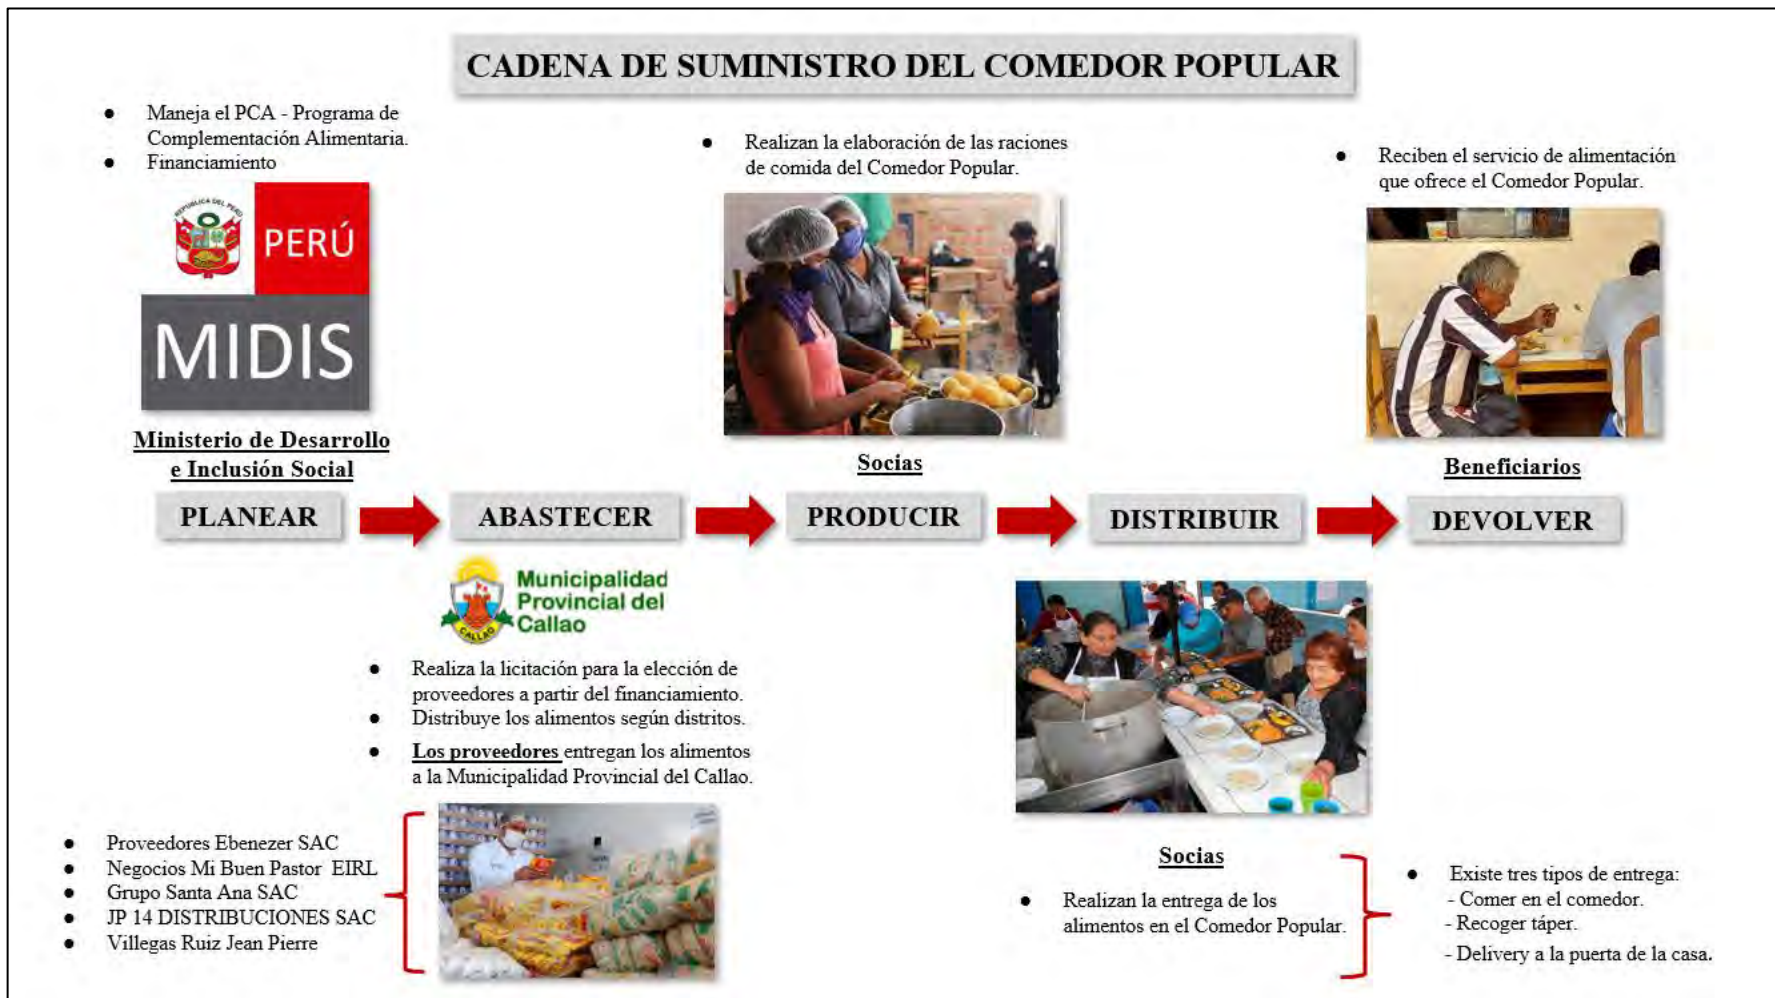 CADENA DE SUMINISTRO DEL COMEDOR POPULAR
● Maneja el PCA - Programa de
Complementación Alimentaria.
● Financiamiento
REPUBLICA DEL PERÚ
PERÚ
MIDIS
Ministerio de Desarrollo
e Inclusión Social
● Realizan la elaboración de las raciones
de comida del Comedor Popular.
Socias
● Reciben el servicio de alimentación
que ofrece el Comedor Popular.
Beneficiarios
PLANEAR
ABASTECER
PRODUCIR
DISTRIBUIR
DEVOLVER
CALLAO
Municipalidad
Provincial del
Callao
● Realiza la licitación para la elección de
proveedores a partir del financiamiento.
● Distribuye los alimentos según distritos.
● Los proveedores entregan los alimentos
a la Municipalidad Provincial del Callao.
● Proveedores Ebenezer SAC
● Negocios Mi Buen Pastor EIRL
● Grupo Santa Ana SAC
● JP 14 DISTRIBUCIONES SAC
● Villegas Ruiz Jean Pierre
Socias
● Realizan la entrega de los
alimentos en el Comedor Popular.
● Existe tres tipos de entrega:
- Comer en el comedor.
- Recoger táper.
- Delivery a la puerta de la casa.